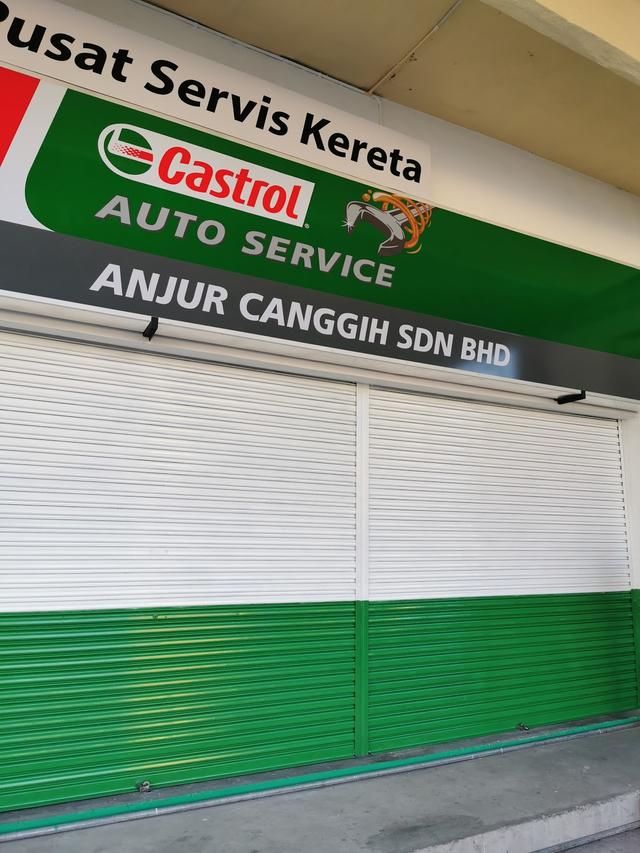 Pusat Servis Kereta
Castrol
AUTO SERVICE
ANJUR CANGGIH SDN BHD